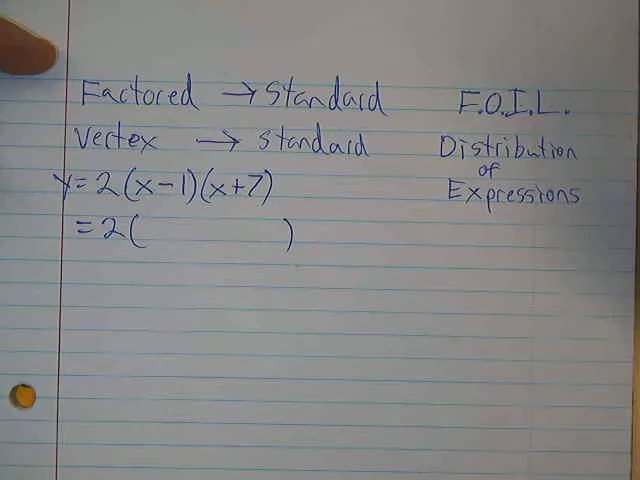 Factored → Standard F.O.I.L.
Vertex → Standard Distribution
of
y = 2(x-1)(x+7) Expressions
= 2( )